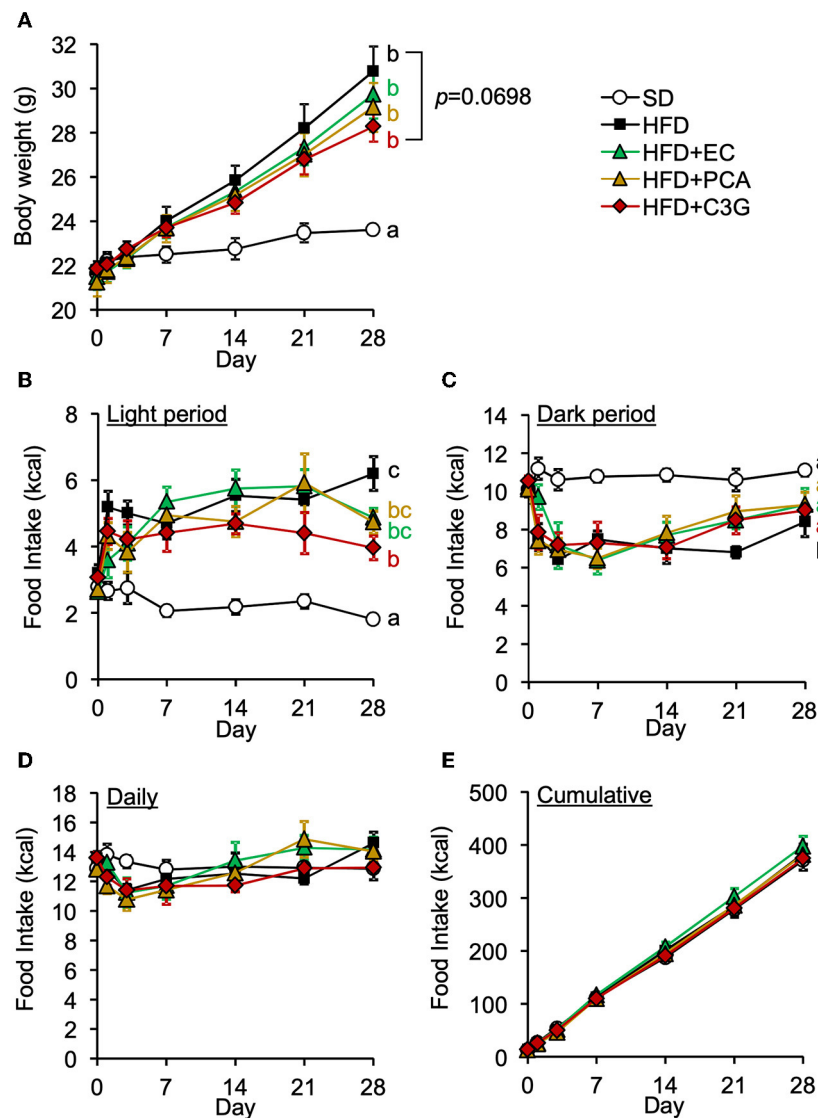 A
Body weight (g)
32
30
28
26
24
22
20
0 7 14 21 28
Day
b
b
b
b
a
p=0.0698
SD
HFD
HFD+EC
HFD+PCA
HFD+C3G
B
Light period
Food Intake (kcal)
8
6
4
2
0
0 7 14 21 28
Day
c
bc
bc
b
a
C
Dark period
Food Intake (kcal)
14
12
10
8
6
4
2
0
0 7 14 21 28
Day
D
Daily
Food Intake (kcal)
18
16
14
12
10
8
6
4
2
0
0 7 14 21 28
Day
E
Cumulative
Food Intake (kcal)
500
400
300
200
100
0
0 7 14 21 28
Day